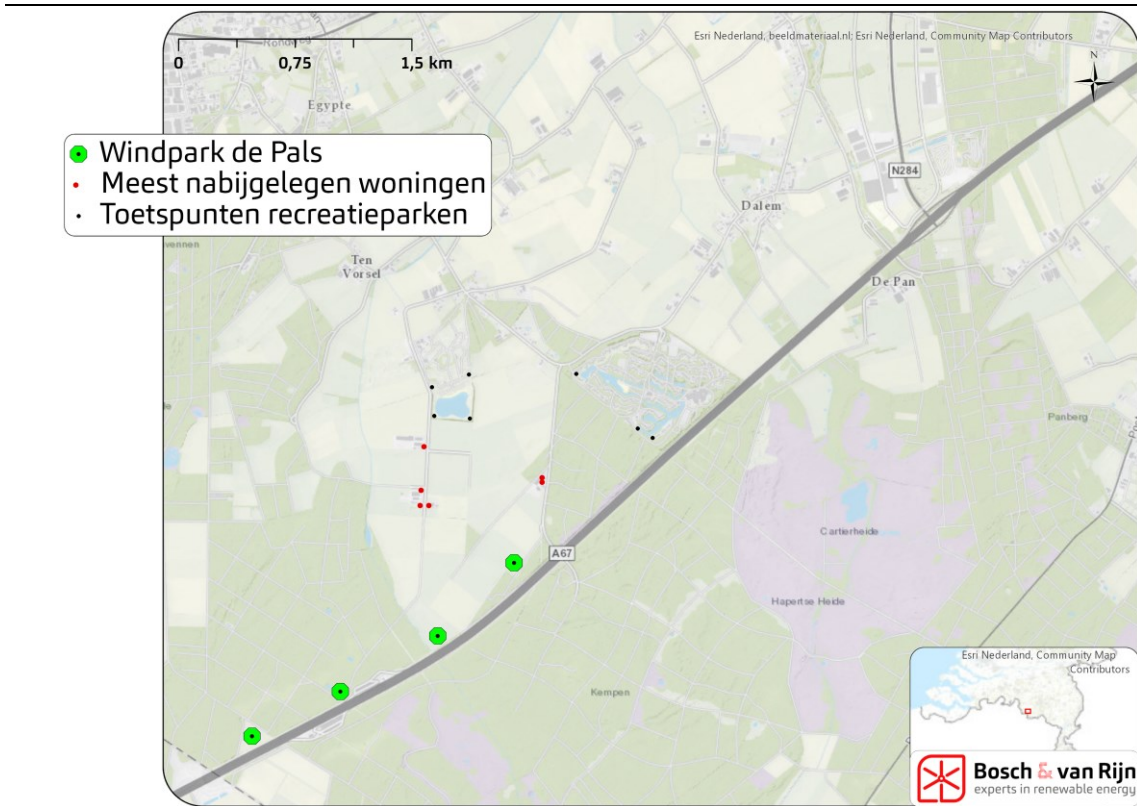 Esri Nederland, beeldmateriaal.nl; Esri Nederland, Community Map Contributors
0 0,75 1,5 km
N
Egypte
Windpark de Pals
Meest nabijgelegen woningen
Toetspunten recreatieparken
N284
Dalem
Ten
Vorsel
De Pan
Panberg
Cartierheide
A67
Hapertse Heide
Kempen
Esri Nederland, Community Map
Contributors
Bosch & van Rijn
experts in renewable energy